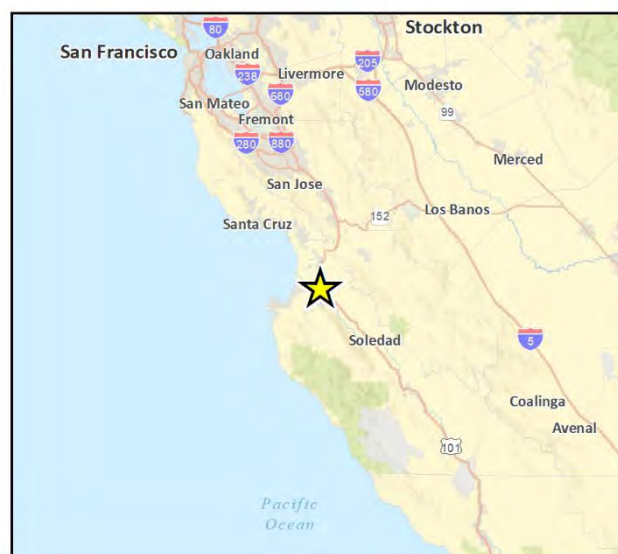 80
Stockton
San Francisco
Oakland
205
238
Livermore
680
580
Modesto
San Mateo
99
Fremont
280
880
Merced
San Jose
152
Los Banos
Santa Cruz
Soledad
5
Coalinga
Avenal
101
Pacific
Ocean